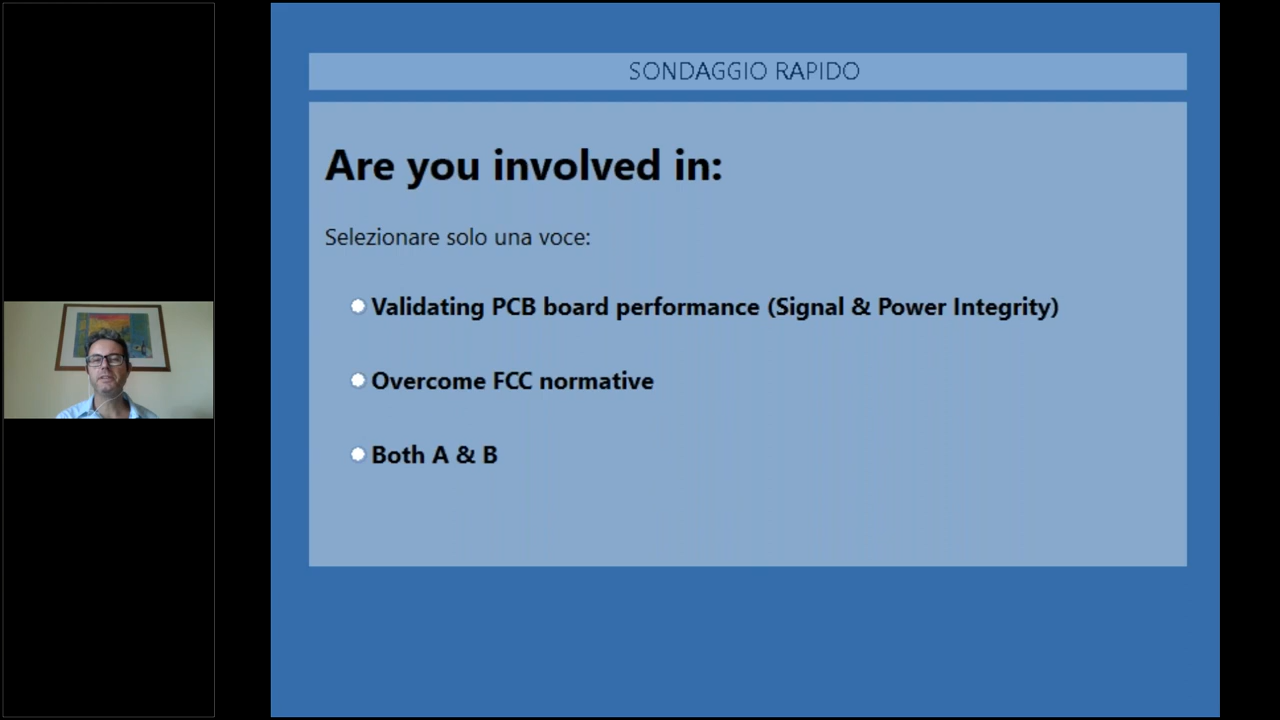 SONDAGGIO RAPIDO
Are you involved in:
Selezionare solo una voce:
Validating PCB board performance (Signal & Power Integrity)
Overcome FCC normative
Both A & B